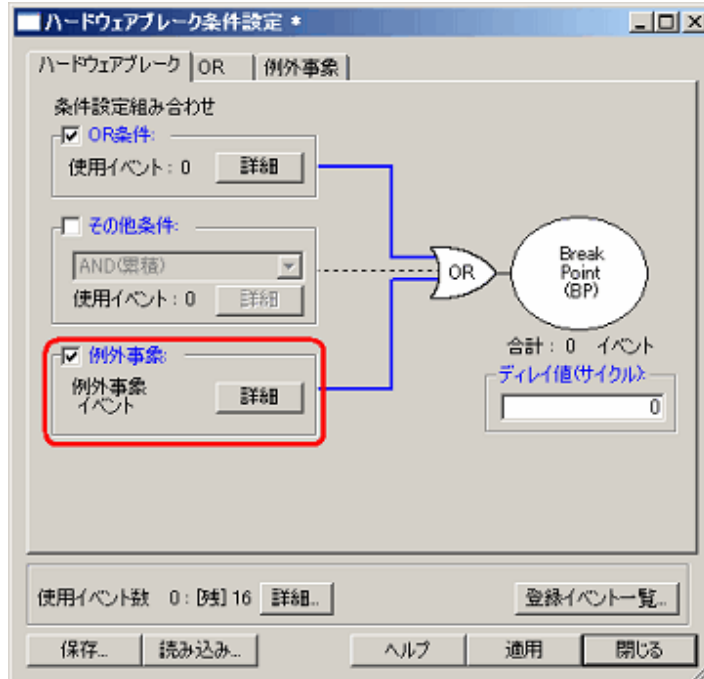 ハードウェアブレーク条件設定 *
ハードウェアブレーク OR 例外事象
条件設定組み合わせ
OR条件:
使用イベント: 0 詳細
その他条件:
AND(累積)
使用イベント: 0 詳細
OR
Break
Point
(BP)
合計: 0 イベント
例外事象:
例外事象
イベント 詳細
ディレイ値(サイクル):
0
使用イベント数 0: [残] 16 詳細... 登録イベント一覧...
保存... 読み込み... ヘルプ 適用 閉じる